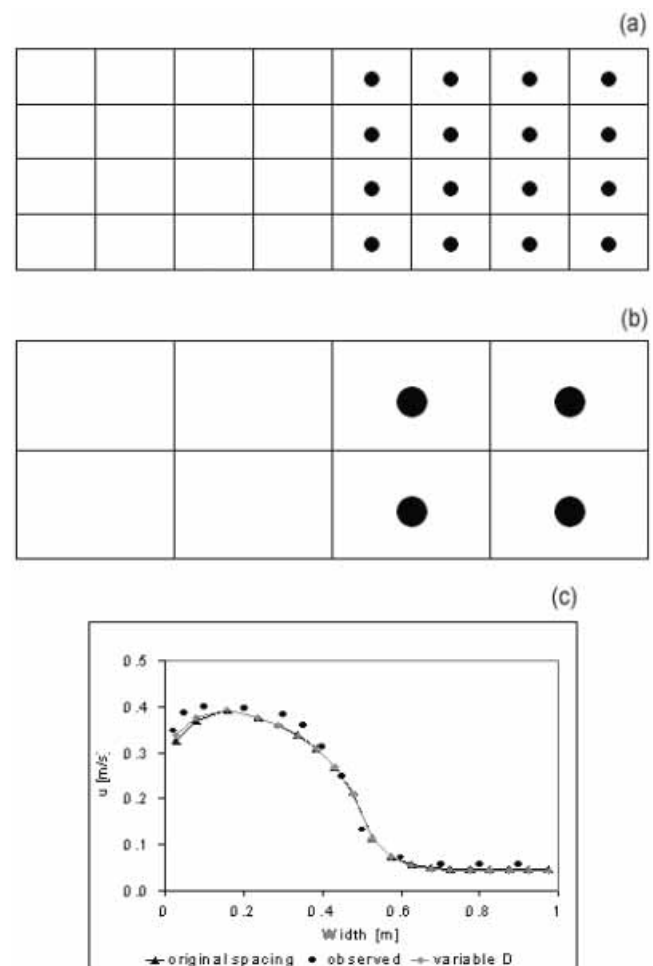 (a)
(b)
(c)
0.5
0.4
0.3
0.2
0.1
0.0
u [m/s]
0 0.2 0.4 0.6 0.8 1
Width [m]
original spacing observed variable D